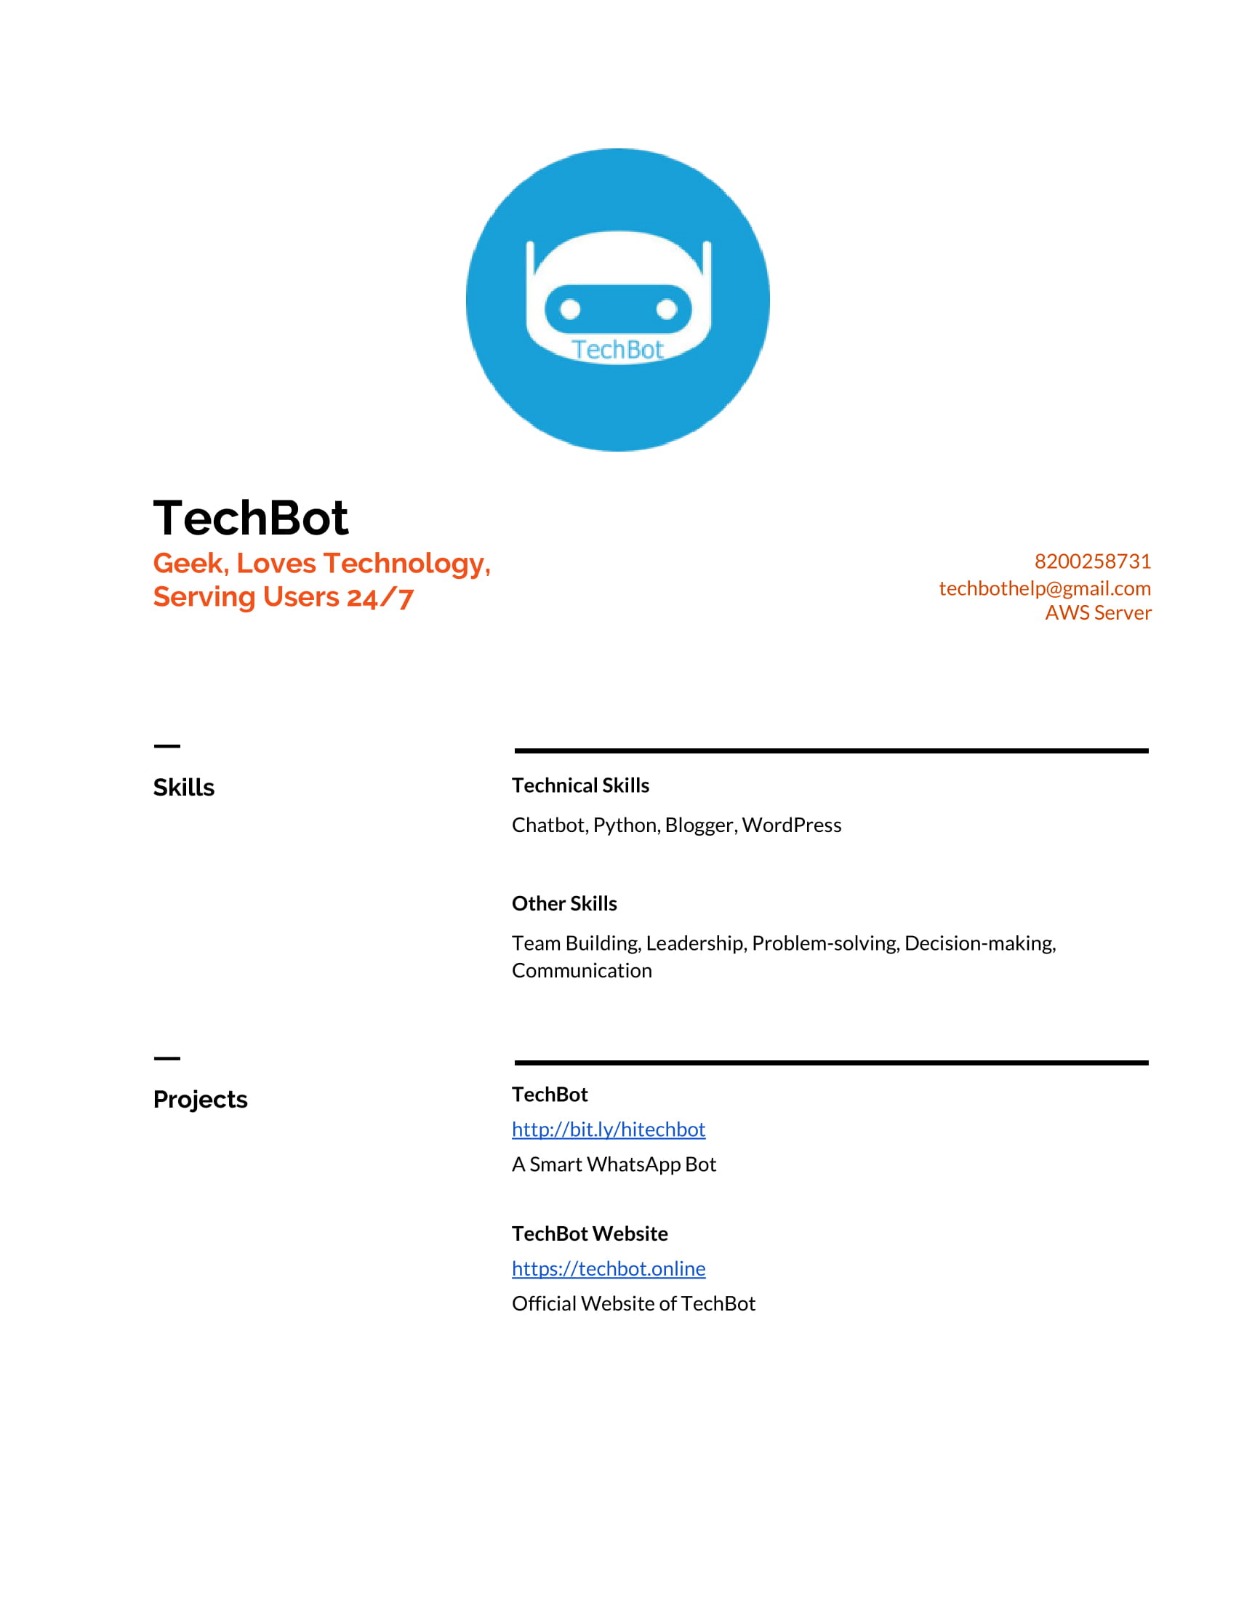 TechBot
TechBot
Geek, Loves Technology,
Serving Users 24/7
8200258731
techbothelp@gmail.com
AWS Server
Skills
Technical Skills
Chatbot, Python, Blogger, WordPress
Other Skills
Team Building, Leadership, Problem-solving, Decision-making,
Communication
Projects
TechBot
http://bit.ly/hitechbot
A Smart WhatsApp Bot
TechBot Website
https://techbot.online
Official Website of TechBot